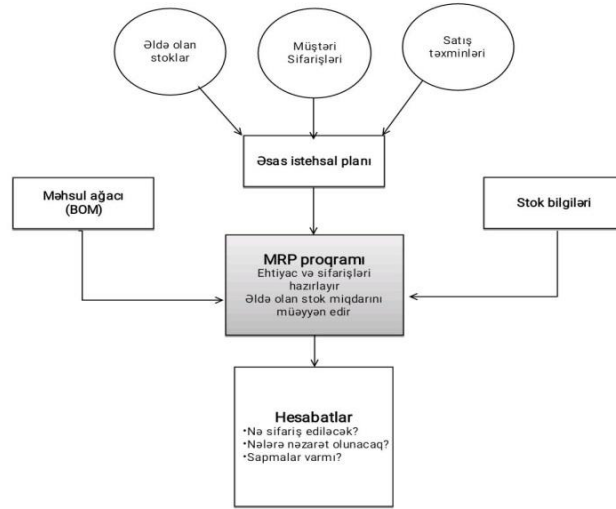 Əldə olan
stoklar
Müştəri
Sifarişləri
Satış
təxminləri
Əsas istehsal planı
Məhsul ağacı
(BOM)
Stok bilgiləri
MRP proqramı
Ehtiyac və sifarişləri
hazırlayır
Əldə olan stok miqdarını
müəyyən edir
Hesabatlar
•Nə sifariş ediləcək?
•Nələrə nəzarət olunacaq?
•Sapmalar varmı?